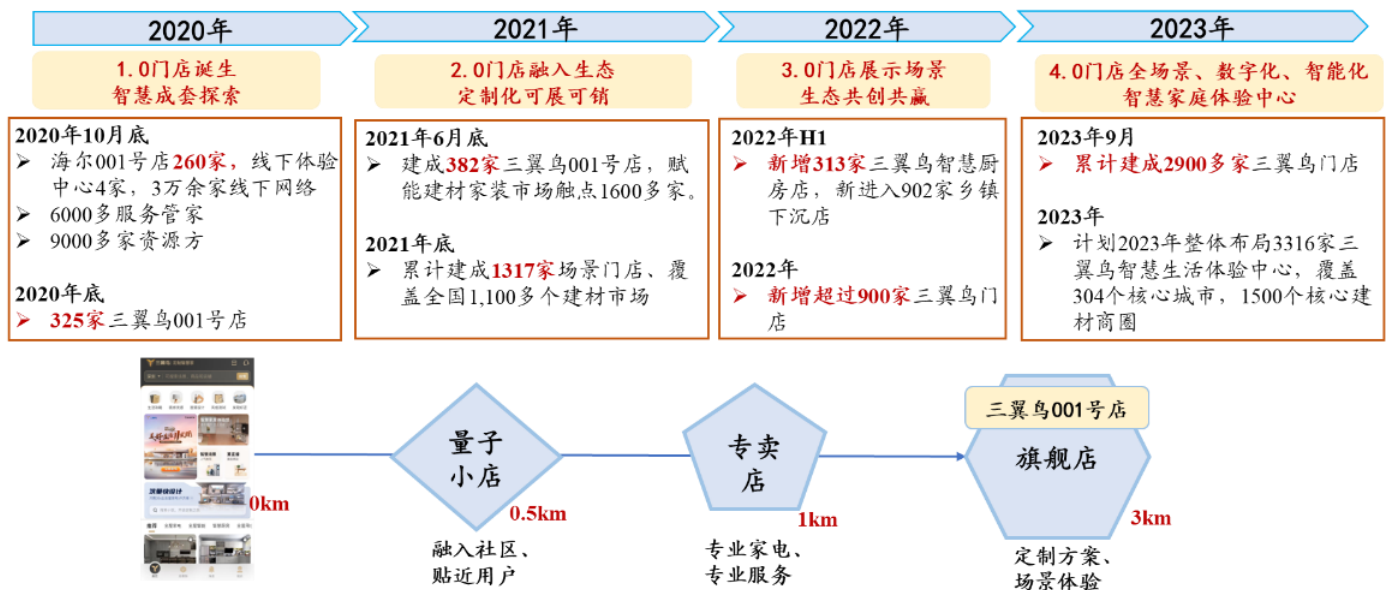 2020年
2021年
2022年
2023年
1.0门店诞生
智慧成套探索
2.0门店融入生态
定制化可展可销
3.0门店展示场景
生态共创共赢
4.0门店全场景、数字化、智能化
智慧家庭体验中心
2020年10月底
➢ 海尔001号店260家，线下体验
中心4家，3万余家线下网络
➢ 6000多服务管家
➢ 9000多家资源方
2020年底
➢ 325家三翼鸟001号店
2021年6月底
➢ 建成382家三翼鸟001号店，赋
能建材家装市场触点1600多家。
2021年底
➢ 累计建成1317家场景门店、覆
盖全国1,100多个建材市场
2022年H1
➢ 新增313家三翼鸟智慧厨
房店，新进入902家乡镇
下沉店
2022年
➢ 新增超过900家三翼鸟门
店
2023年9月
➢ 累计建成2900多家三翼鸟门店
2023年
➢ 计划2023年整体布局3316家三
翼鸟智慧生活体验中心，覆盖
304个核心城市，1500个核心建
材商圈
0km
量子
小店
0.5km
融入社区、
贴近用户
专卖
店
1km
专业家电、
专业服务
三翼鸟001号店
旗舰店
3km
定制方案、
场景体验